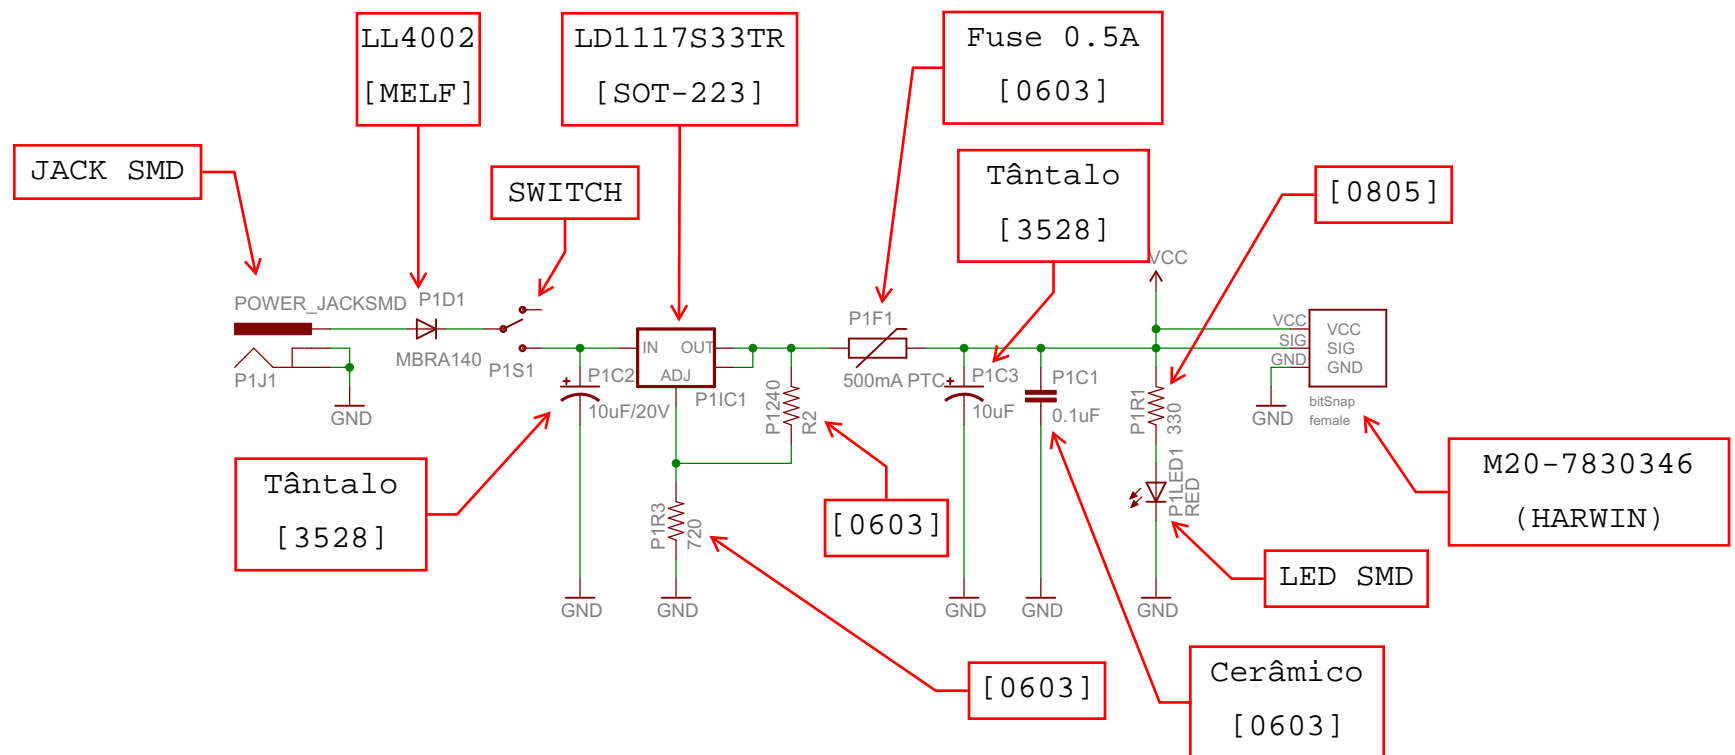 LL4002
[MELF]
LD1117S33TR
[SOT-223]
Fuse 0.5A
[0603]
JACK SMD
SWITCH
Tântalo
[3528]
[0805]
VCC
POWER_JACKSMD
P1D1
P1F1
MBRA140
P1S1
P1J1
GND
IN
OUT
ADJ
P1IC1
P1C2
10uF/20V
P1240
R2
500mA PTC
P1C3
10uF
P1C1
0.1uF
P1R1
330
VCC
SIG
GND
VCC
SIG
GND
bitSnap
female
GND
Tântalo
[3528]
P1R3
720
[0603]
P1LED1
RED
M20-7830346
(HARWIN)
LED SMD
GND
GND
GND
GND
GND
[0603]
Cerâmico
[0603]